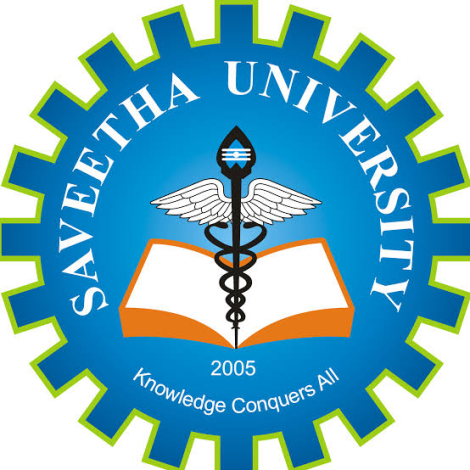 SAVEETHA UNIVERSITY
2005
Knowledge Conquers All